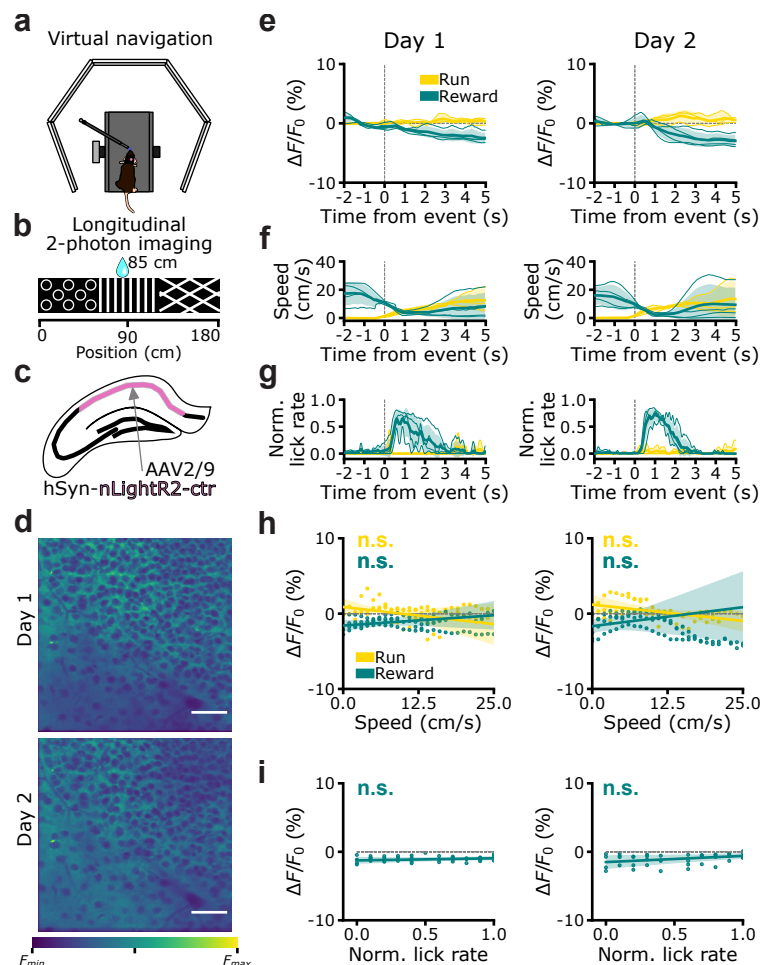 a
Virtual navigation
b
Longitudinal
2-photon imaging
85 cm
0 90 180
Position (cm)
c
AAV2/9
hSyn-nLightR2-ctr
d
Day 1
Day 2
Fmin Fmax
e
Day 1 Day 2
ΔF/F0 (%)
10
0
-10
Run
Reward
-2 -1 0 1 2 3 4 5
Time from event (s)
ΔF/F0 (%)
10
0
-10
-2 -1 0 1 2 3 4 5
Time from event (s)
f
Speed
(cm/s)
40
20
0
-2 -1 0 1 2 3 4 5
Time from event (s)
Speed
(cm/s)
40
20
0
-2 -1 0 1 2 3 4 5
Time from event (s)
g
Norm.
lick rate
1.0
0.5
0.0
-2 -1 0 1 2 3 4 5
Time from event (s)
Norm.
lick rate
1.0
0.5
0.0
-2 -1 0 1 2 3 4 5
Time from event (s)
h
ΔF/F0 (%)
10
0
-10
n.s.
n.s.
Run
Reward
0.0 12.5 25.0
Speed (cm/s)
ΔF/F0 (%)
10
0
-10
n.s.
n.s.
0.0 12.5 25.0
Speed (cm/s)
i
ΔF/F0 (%)
10
0
-10
n.s.
0.0 0.5 1.0
Norm. lick rate
ΔF/F0 (%)
10
0
-10
n.s.
0.0 0.5 1.0
Norm. lick rate